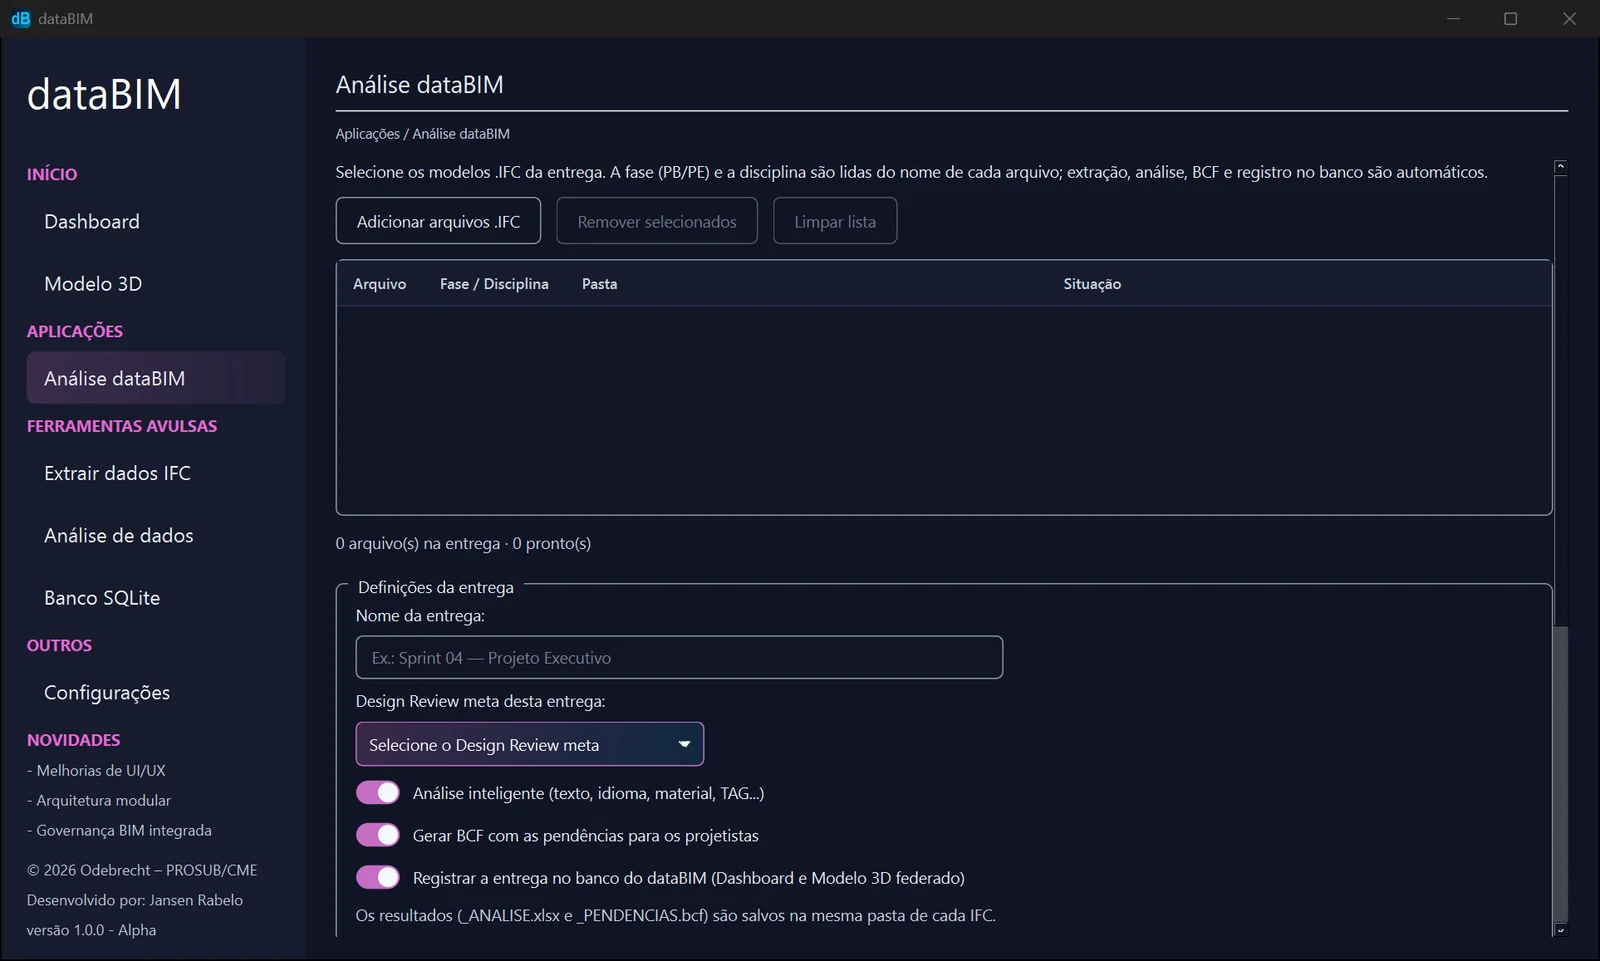 dB dataBIM
dataBIM
INÍCIO
Dashboard
Modelo 3D
APLICAÇÕES
Análise dataBIM
FERRAMENTAS AVULSAS
Extrair dados IFC
Análise de dados
Banco SQLite
OUTROS
Configurações
NOVIDADES
- Melhorias de UI/UX
- Arquitetura modular
- Governança BIM integrada
© 2026 Odebrecht – PROSUB/CME
Desenvolvido por: Jansen Rabelo
versão 1.0.0 - Alpha
Análise dataBIM
Aplicações / Análise dataBIM
Selecione os modelos .IFC da entrega. A fase (PB/PE) e a disciplina são lidas do nome de cada arquivo; extração, análise, BCF e registro no banco são automáticos.
Adicionar arquivos .IFC Remover selecionados Limpar lista
Arquivo Fase / Disciplina Pasta Situação
0 arquivo(s) na entrega · 0 pronto(s)
Definições da entrega
Nome da entrega:
Ex.: Sprint 04 — Projeto Executivo
Design Review meta desta entrega:
Selecione o Design Review meta
Análise inteligente (texto, idioma, material, TAG...)
Gerar BCF com as pendências para os projetistas
Registrar a entrega no banco do dataBIM (Dashboard e Modelo 3D federado)
Os resultados (_ANALISE.xlsx e _PENDENCIAS.bcf) são salvos na mesma pasta de cada IFC.